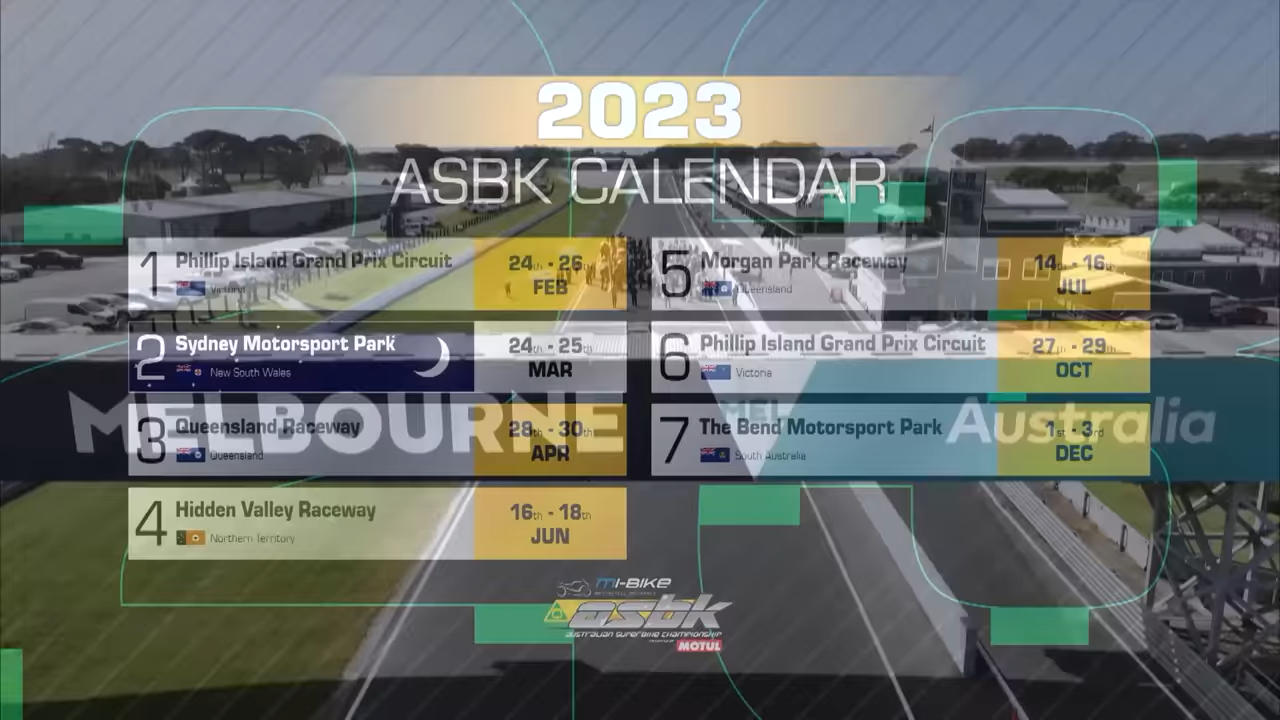 2023
ASBK CALENDAR
1
Phillip Island Grand Prix Circuit
Victoria
24th - 26th
FEB
2
Sydney Motorsport Park
New South Wales
24th - 25th
MAR
3
Queensland Raceway
Queensland
28th - 30th
APR
4
Hidden Valley Raceway
Northern Territory
16th - 18th
JUN
5
Morgan Park Raceway
Queensland
14th - 16th
JUL
6
Phillip Island Grand Prix Circuit
Victoria
27th - 29th
OCT
7
The Bend Motorsport Park
South Australia
1st - 3rd
DEC
MELBOURNE
MEL
Australia
mi-BIKE
asbk
AUSTRALIAN SUPERBIKE CHAMPIONSHIP
MOTUL